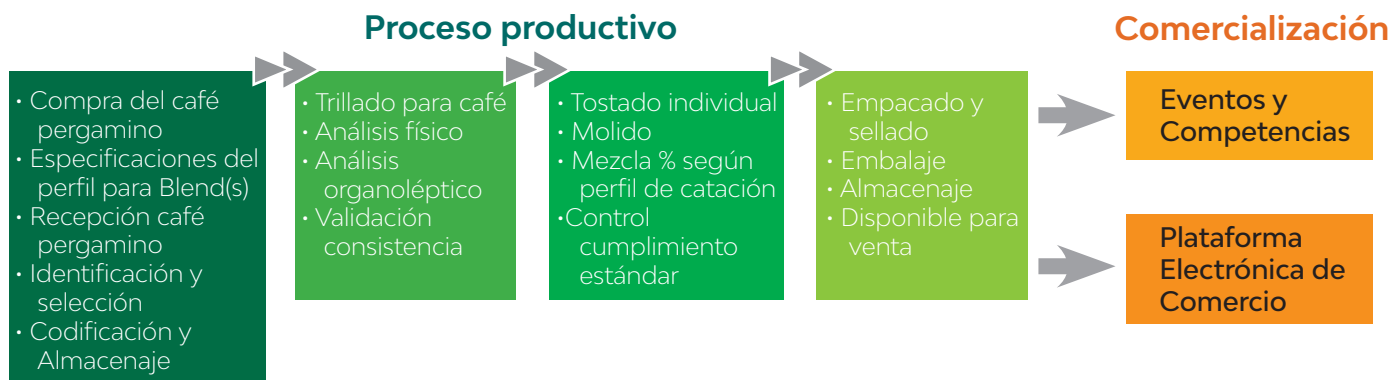 Proceso productivo
Comercialización
· Compra del café
pergamino
· Especificaciones del
perfil para Blend(s)
· Recepción café
pergamino
· Identificación y
selección
· Codificación y
Almacenaje
· Trillado para café
· Análisis físico
· Análisis
organoléptico
· Validación
consistencia
· Tostado individual
· Molido
· Mezcla % según
perfil de catación
·Control
cumplimiento
estándar
· Empacado y
sellado
· Embalaje
· Almacenaje
· Disponible para
venta
Eventos y
Competencias
Plataforma
Electrónica de
Comercio